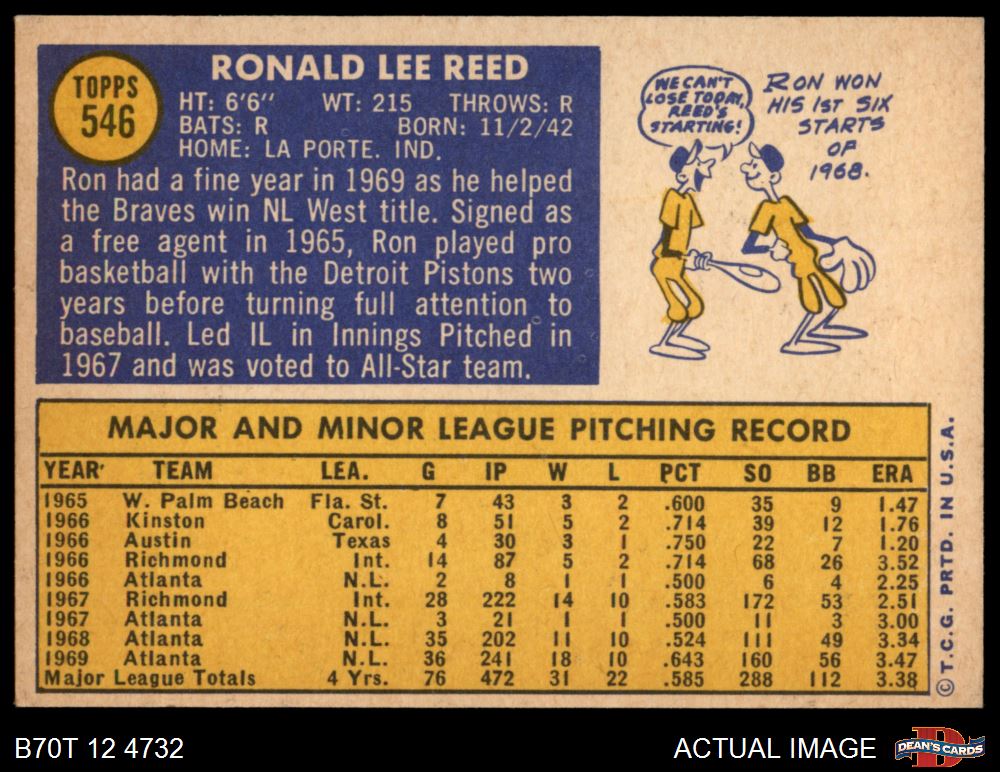 TOPPS
546
RONALD LEE REED
HT: 6'6" WT: 215 THROWS: R
BATS: R BORN: 11/2/42
HOME: LA PORTE. IND.
Ron had a fine year in 1969 as he helped
the Braves win NL West title. Signed as
a free agent in 1965, Ron played pro
basketball with the Detroit Pistons two
years before turning full attention to
baseball. Led IL in Innings Pitched in
1967 and was voted to All-Star team.
WE CAN'T
LOSE TODAY,
REED'S
STARTING!
RON WON
HIS 1ST SIX
STARTS
OF
1968.
MAJOR AND MINOR LEAGUE PITCHING RECORD
YEAR TEAM LEA. G IP W L PCT SO BB ERA
1965 W. Palm Beach Fla. St. 7 43 3 2 .600 35 9 1.47
1966 Kinston Carol. 8 51 5 2 .714 39 12 1.76
1966 Austin Texas 4 30 3 1 .750 22 7 1.20
1966 Richmond Int. 14 87 5 2 .714 68 26 3.52
1966 Atlanta N.L. 2 8 1 1 .500 6 4 2.25
1967 Richmond Int. 28 222 14 10 .583 172 53 2.51
1967 Atlanta N.L. 3 21 1 1 .500 11 3 3.00
1968 Atlanta N.L. 35 202 11 10 .524 111 49 3.34
1969 Atlanta N.L. 36 241 18 10 .643 160 56 3.47
Major League Totals 4 Yrs. 76 472 31 22 .585 288 112 3.38
© T.C.G. PRTD. IN U.S.A.
B70T 12 4732
ACTUAL IMAGE
DEAN'S CARDS